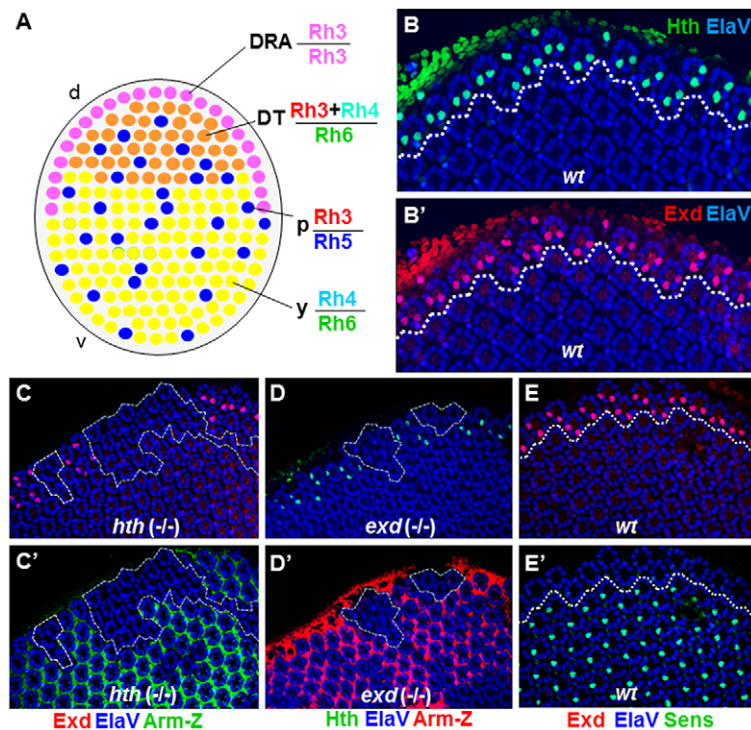 A
d
v
DRA Rh3
Rh3
DT Rh3+Rh4
Rh6
p Rh3
Rh5
y Rh4
Rh6
B
Hth ElaV
wt
B'
Exd ElaV
wt
C
hth (-/-)
D
exd (-/-)
E
wt
C'
hth (-/-)
D'
exd (-/-)
E'
wt
Exd ElaV Arm-Z
Hth ElaV Arm-Z
Exd ElaV Sens